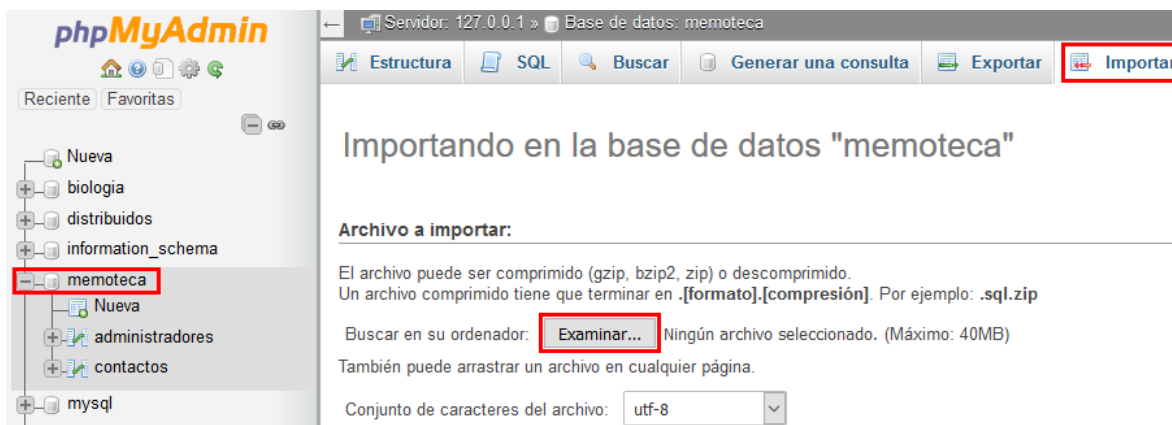 phpMyAdmin
Reciente Favoritas
Nueva
biologia
distribuidos
information_schema
memoteca
Nueva
administradores
contactos
mysql
Servidor: 127.0.0.1 » Base de datos: memoteca
Estructura SQL Buscar Generar una consulta Exportar Importar
Importando en la base de datos "memoteca"
Archivo a importar:
El archivo puede ser comprimido (gzip, bzip2, zip) o descomprimido.
Un archivo comprimido tiene que terminar en .[formato].[compresión]. Por ejemplo: .sql.zip
Buscar en su ordenador: Examinar... Ningún archivo seleccionado. (Máximo: 40MB)
También puede arrastrar un archivo en cualquier página.
Conjunto de caracteres del archivo: utf-8